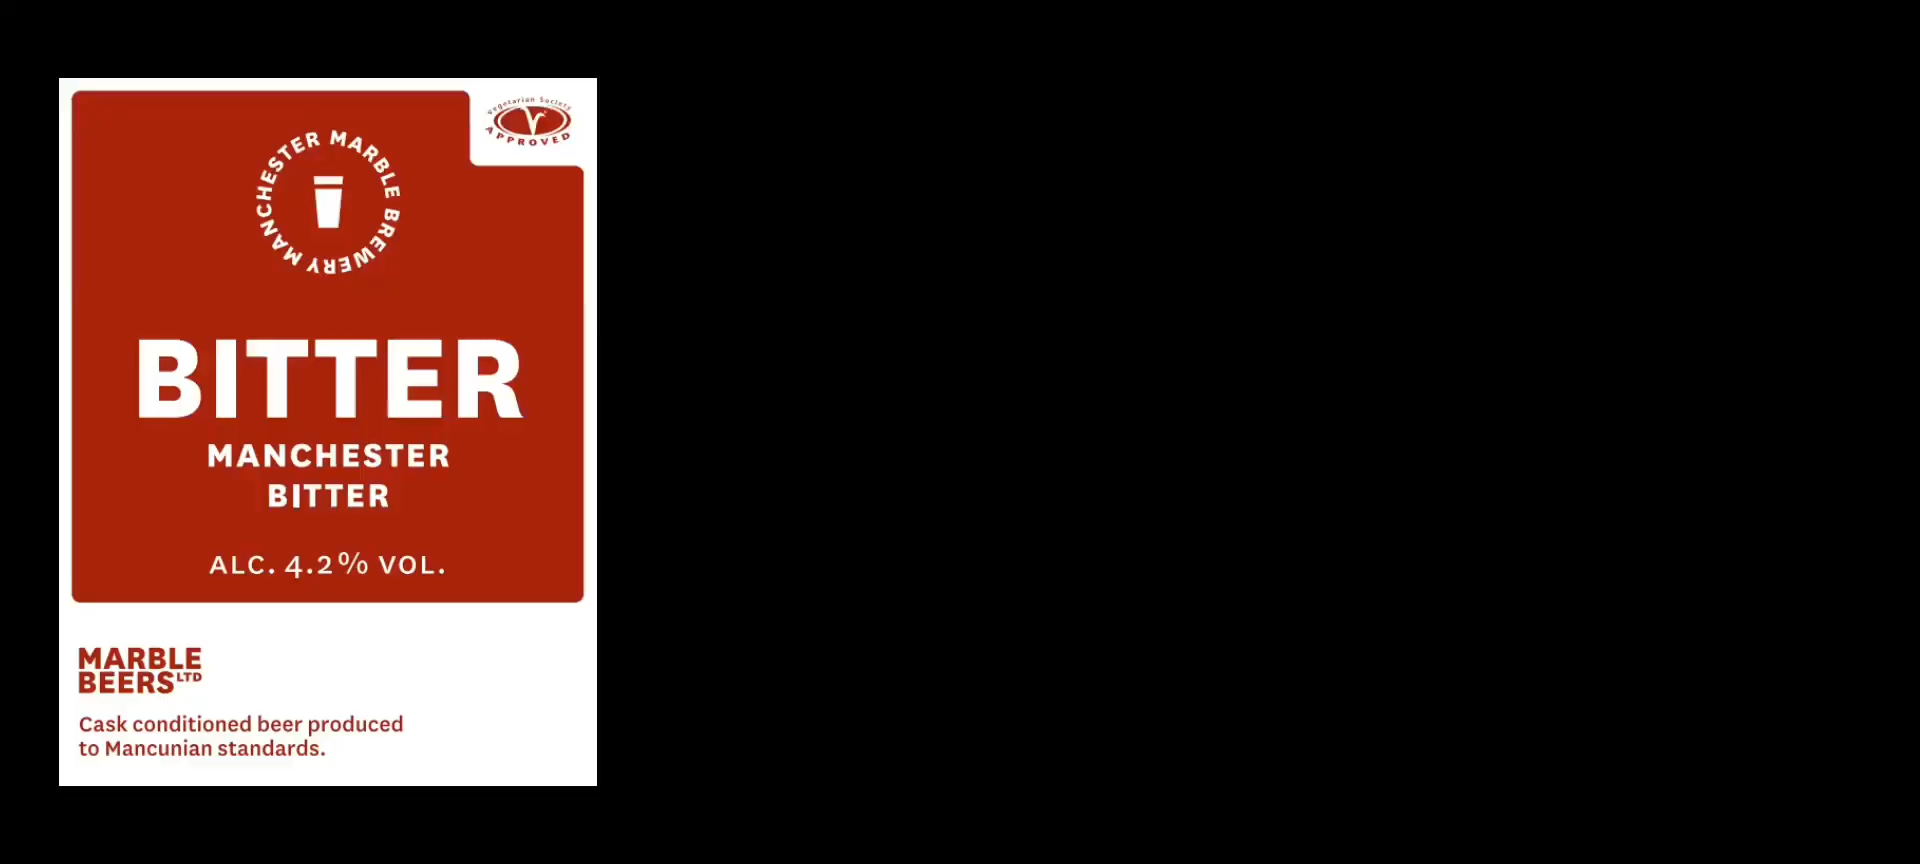 Vegetarian Society
APPROVED
MANCHESTER MARBLE BREWERY
BITTER
MANCHESTER
BITTER
ALC. 4.2% VOL.
MARBLE
BEERS LTD
Cask conditioned beer produced
to Mancunian standards.